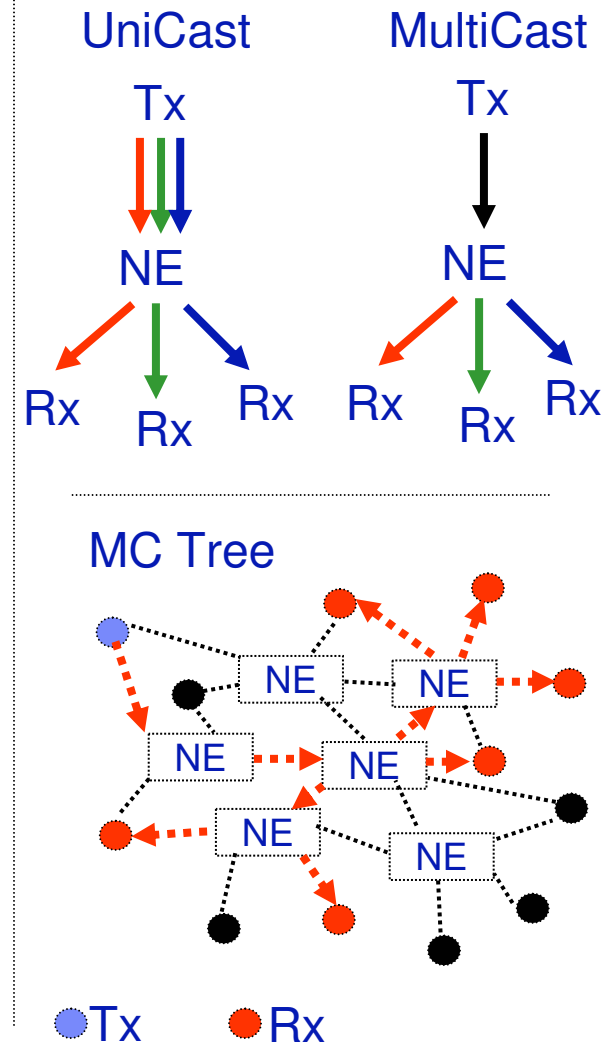 UniCast MultiCast
Tx Tx
NE NE
Rx Rx Rx Rx Rx Rx
MC Tree
NE NE
NE NE
NE NE
Tx Rx